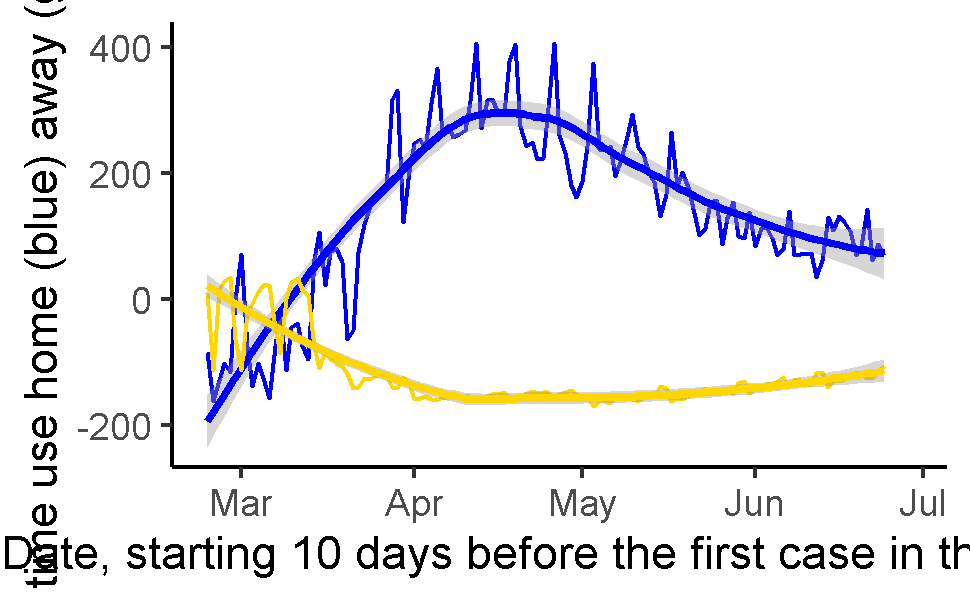 time use home (blue) away (
400
200
0
-200
Mar Apr May Jun Jul
Date, starting 10 days before the first case in th